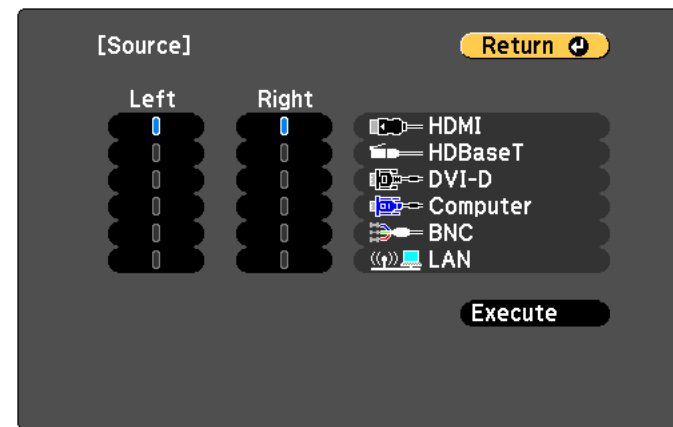 [Source] Return
Left Right
HDMI
HDBaseT
DVI-D
Computer
BNC
LAN
Execute